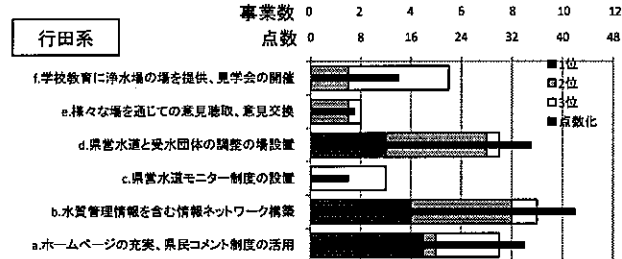 事業数 0 2 4 6 8 10 12
行田系
点数 0 8 16 24 32 40 48
1位
2位
3位
点数化
f.学校教育に浄水場の場を提供、見学会の開催
e.様々な場を通じての意見聴取、意見交換
d.県営水道と受水団体の調整の場設置
c.県営水道モニター制度の設置
b.水質管理情報を含む情報ネットワーク構築
a.ホームページの充実、県民コメント制度の活用